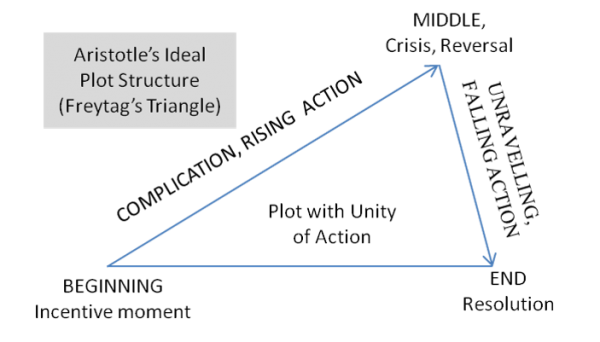 Aristotle's Ideal
Plot Structure
(Freytag's Triangle)
MIDDLE,
Crisis, Reversal
COMPLICATION, RISING ACTION
UNRAVELLING,
FALLING ACTION
Plot with Unity
of Action
BEGINNING
Incentive moment
END
Resolution